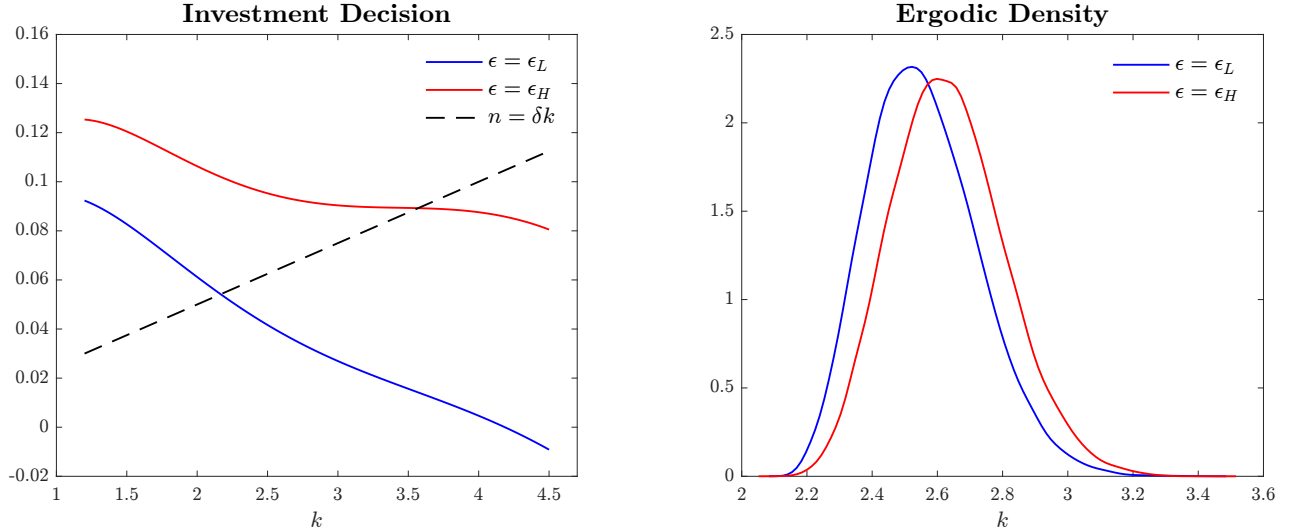 Investment Decision
0.16
0.14
0.12
0.1
0.08
0.06
0.04
0.02
0
-0.02
1 1.5 2 2.5 3 3.5 4 4.5
k
ϵ = ϵ_L
ϵ = ϵ_H
n = δk
Ergodic Density
2.5
2
1.5
1
0.5
0
2 2.2 2.4 2.6 2.8 3 3.2 3.4 3.6
k
ϵ = ϵ_L
ϵ = ϵ_H